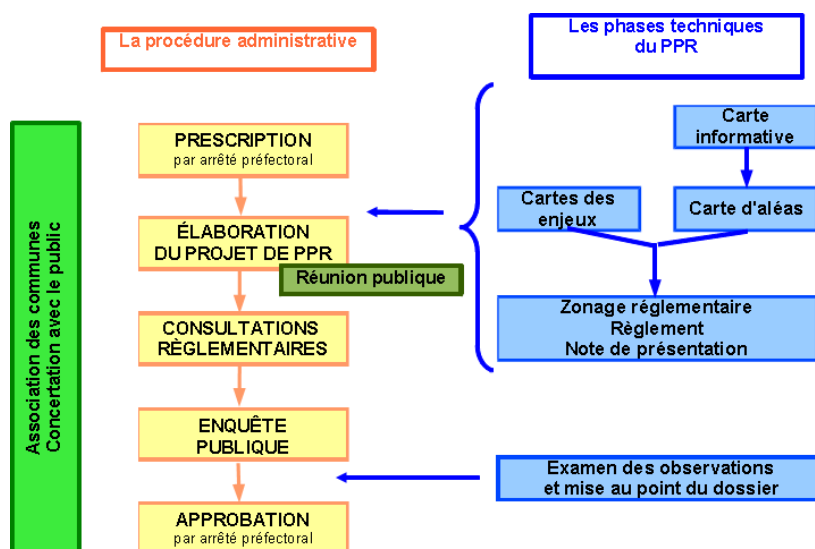 La procédure administrative
Les phases techniques
du PPR
Association des communes
Concertation avec le public
PRESCRIPTION
par arrêté préfectoral
ÉLABORATION
DU PROJET DE PPR
Réunion publique
CONSULTATIONS
RÈGLEMENTAIRES
ENQUÊTE
PUBLIQUE
APPROBATION
par arrêté préfectoral
Carte
informative
Cartes des
enjeux
Carte d'aléas
Zonage réglementaire
Règlement
Note de présentation
Examen des observations
et mise au point du dossier